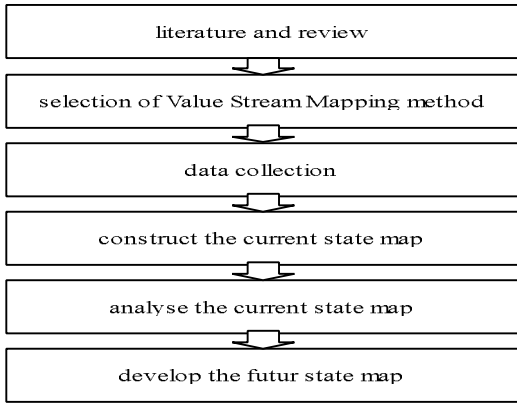 literature and review
selection of Value Stream Mapping method
data collection
construct the current state map
analyse the current state map
develop the futur state map